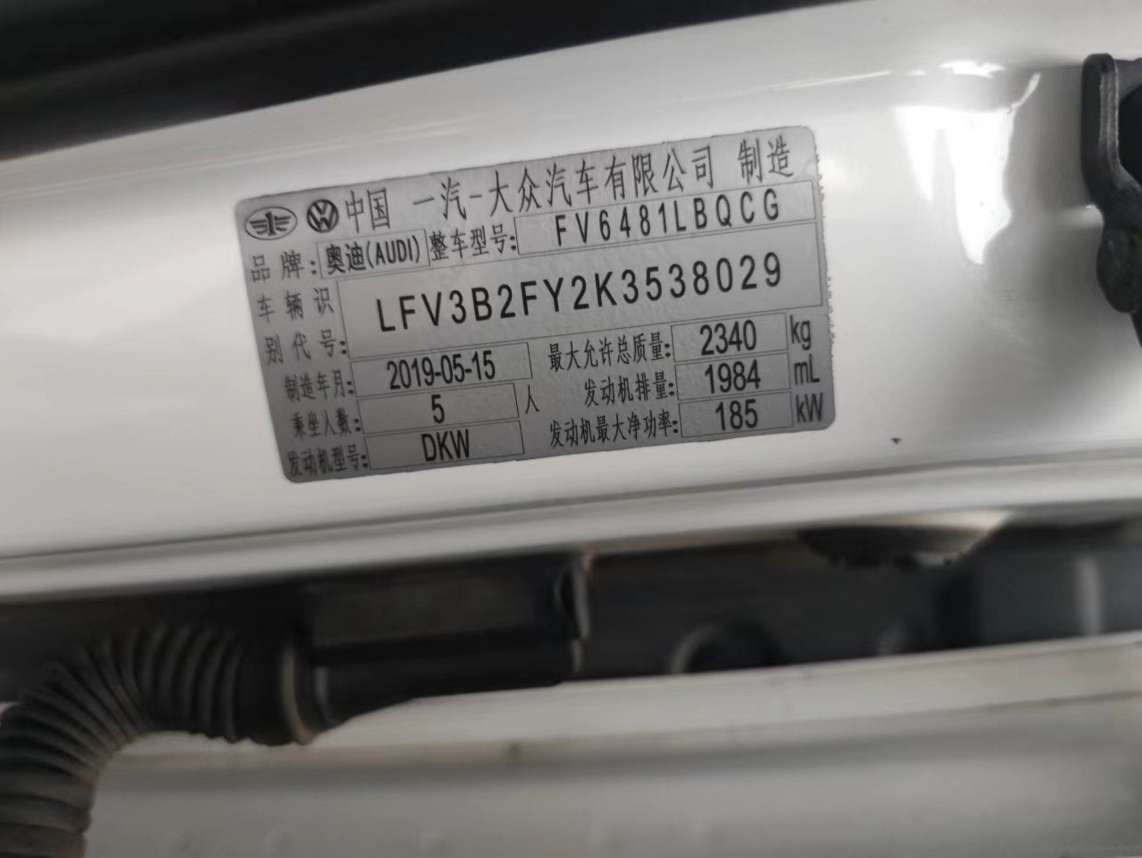 中国 一汽-大众汽车有限公司 制造
品牌: 奥迪(AUDI) 整车型号: FV6481LBQCG
车辆识别代号: LFV3B2FY2K3538029
制造年月: 2019-05-15 最大允许总质量: 2340 kg
乘坐人数: 5 人 发动机排量: 1984 mL
发动机型号: DKW 发动机最大净功率: 185 kW